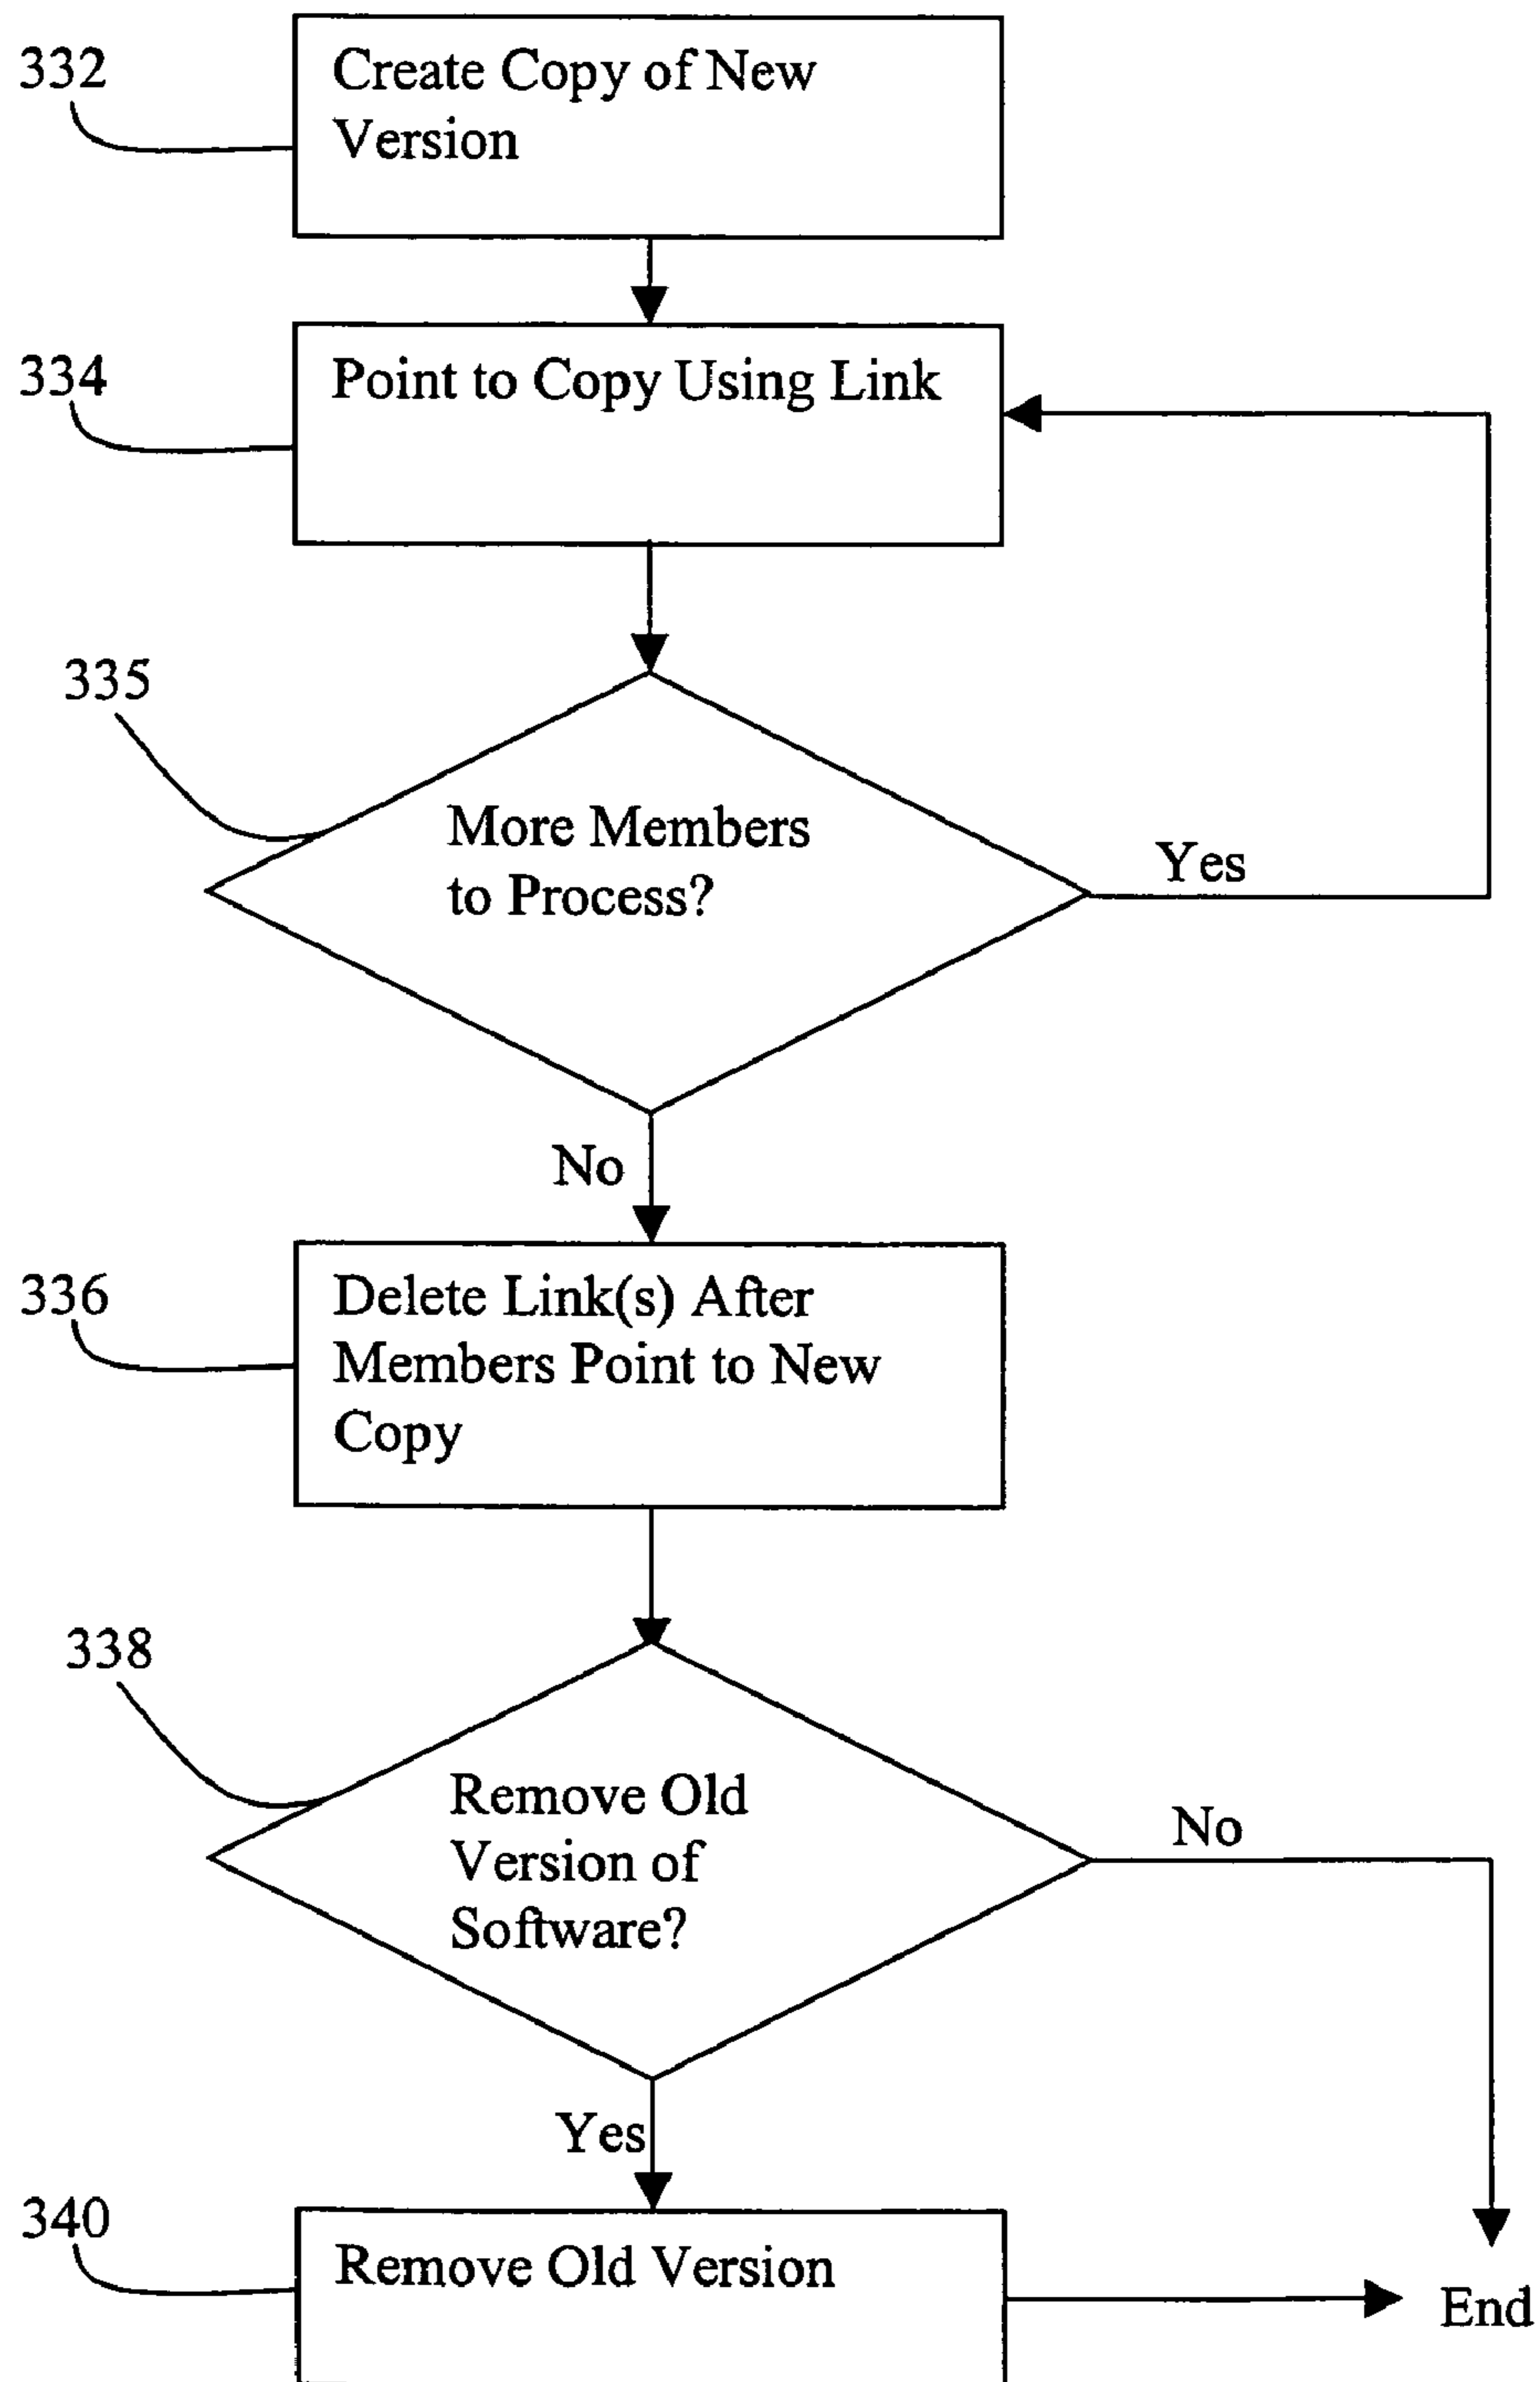 332
Create Copy of New
Version
334
Point to Copy Using Link
335
More Members
to Process?
Yes
No
336
Delete Link(s) After
Members Point to New
Copy
338
Remove Old
Version of
Software?
No
Yes
340
Remove Old Version
End